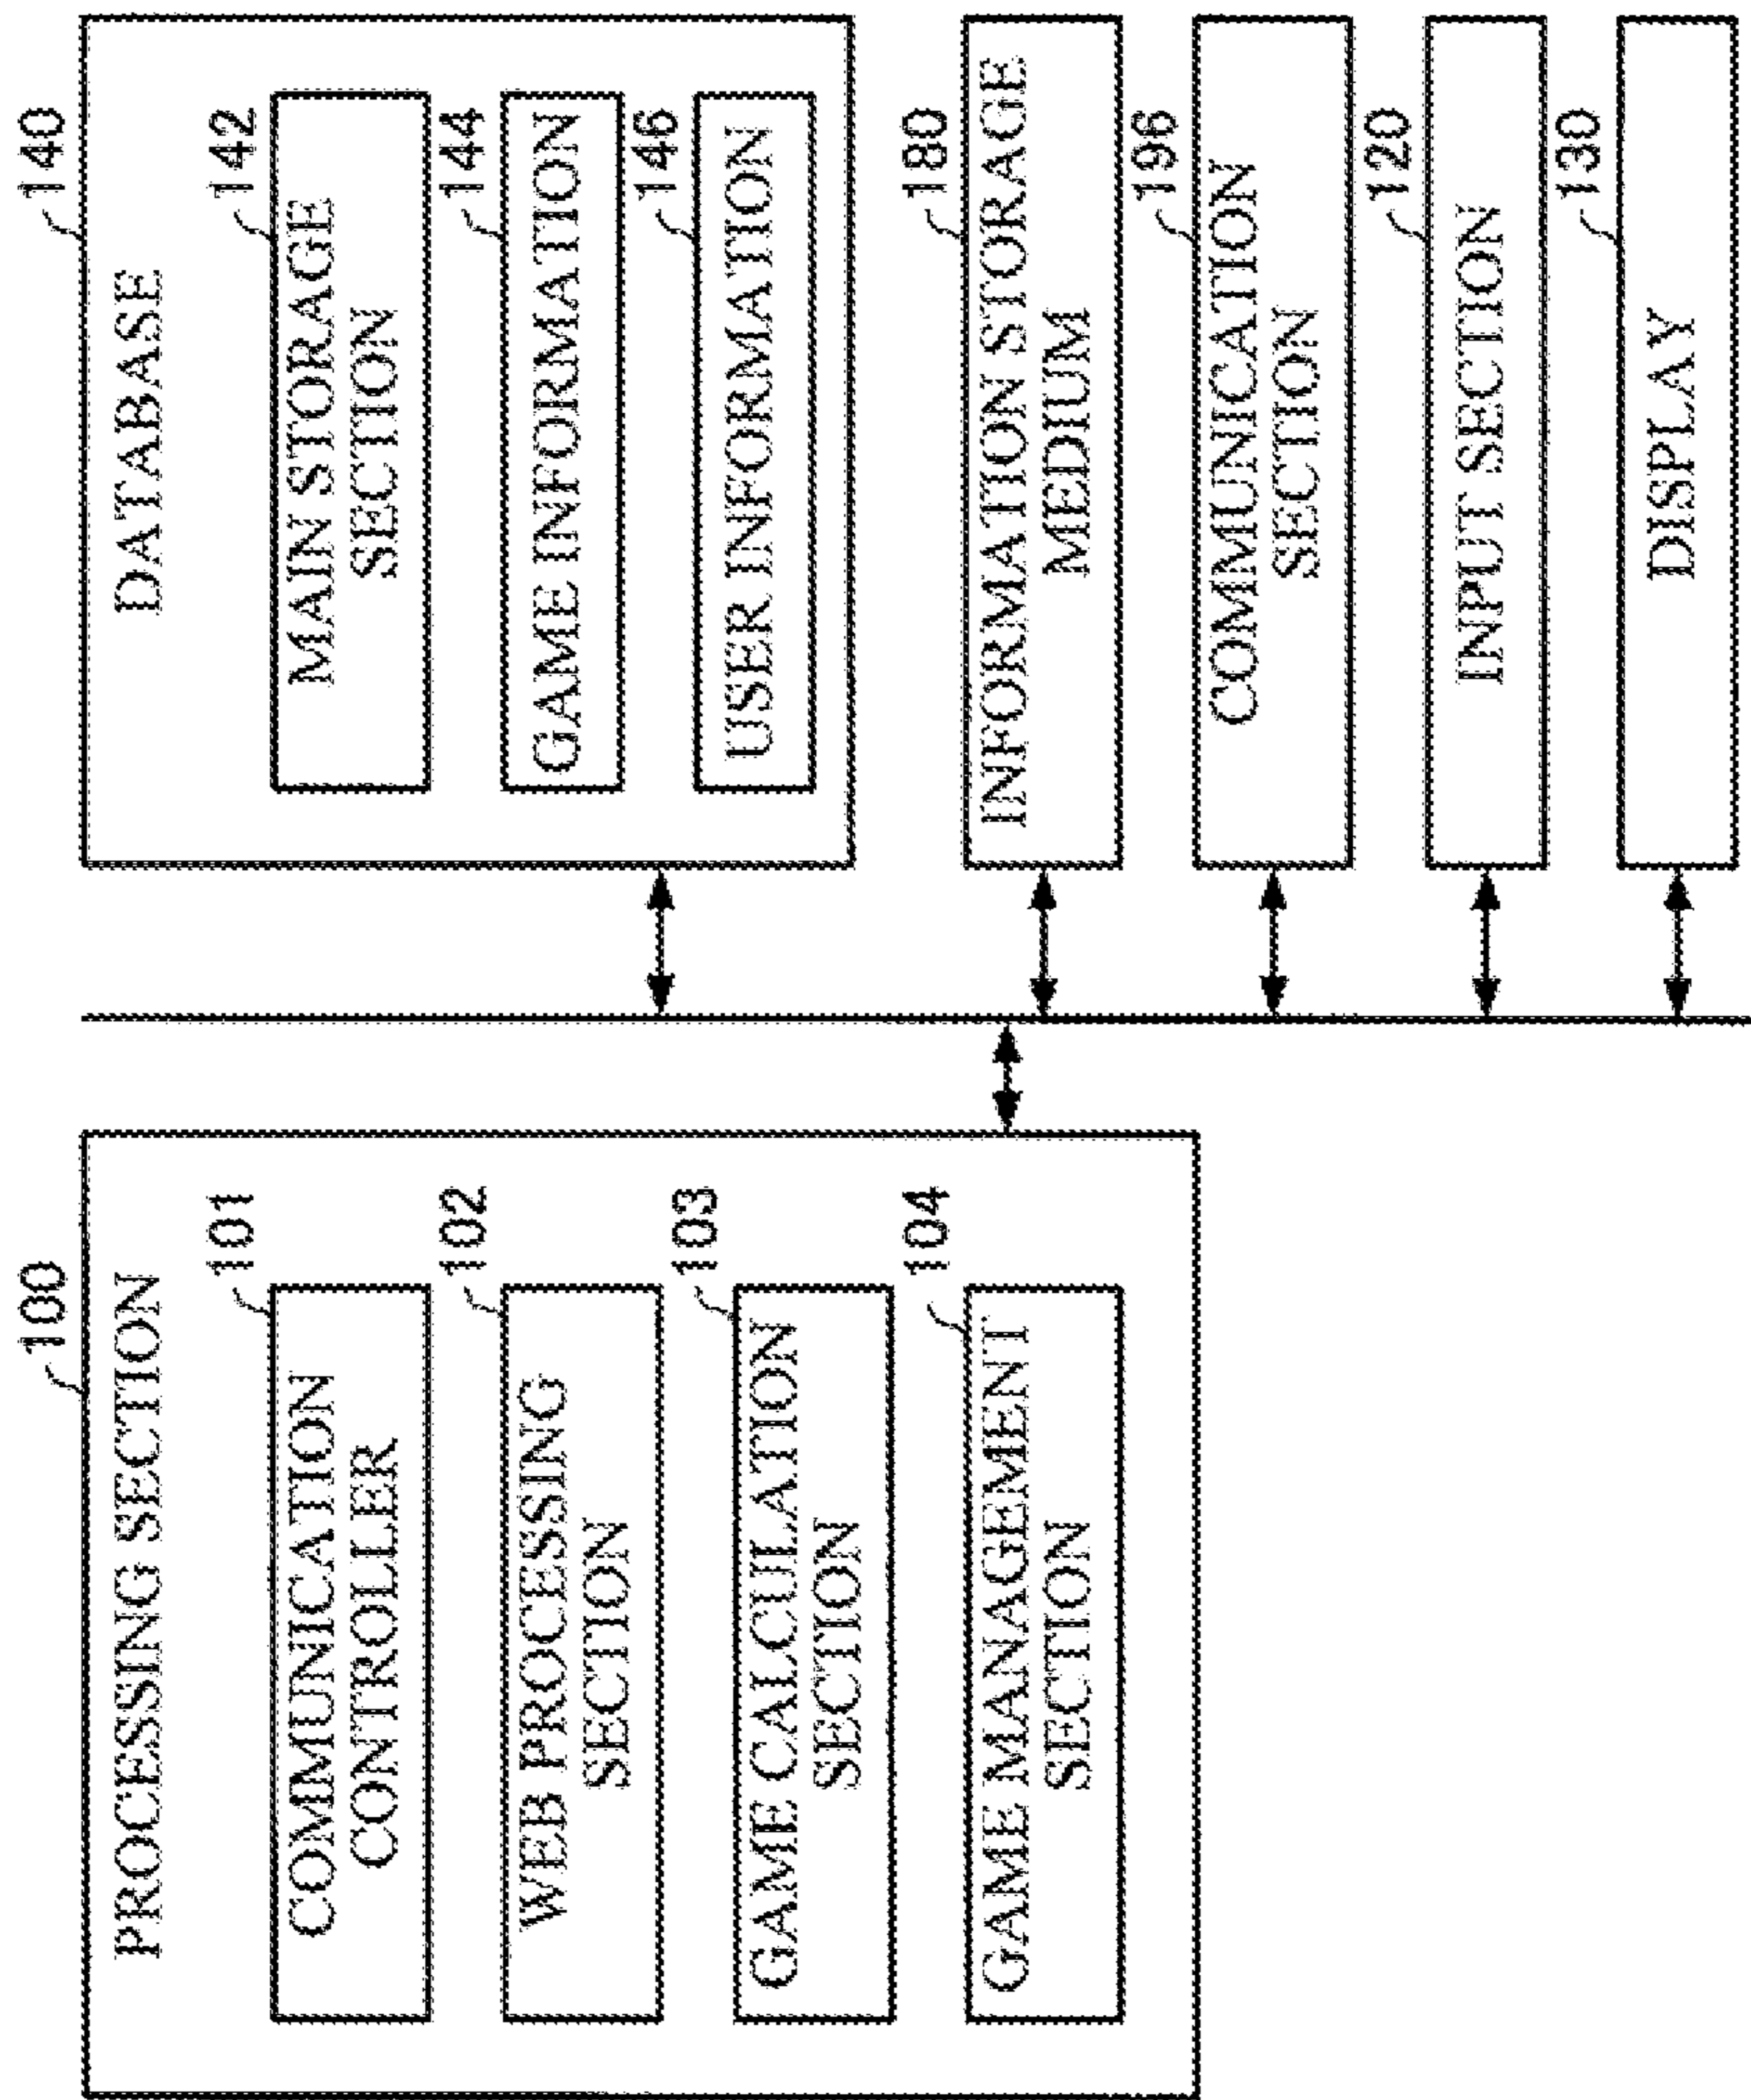 100
PROCESSING SECTION
101
COMMUNICATION
CONTROLLER
102
WEB PROCESSING
SECTION
103
GAME CALCULATION
SECTION
104
GAME MANAGEMENT
SECTION
140
DATABASE
142
MAIN STORAGE
SECTION
144
GAME INFORMATION
146
USER INFORMATION
180
INFORMATION STORAGE
MEDIUM
196
COMMUNICATION
SECTION
120
INPUT SECTION
130
DISPLAY